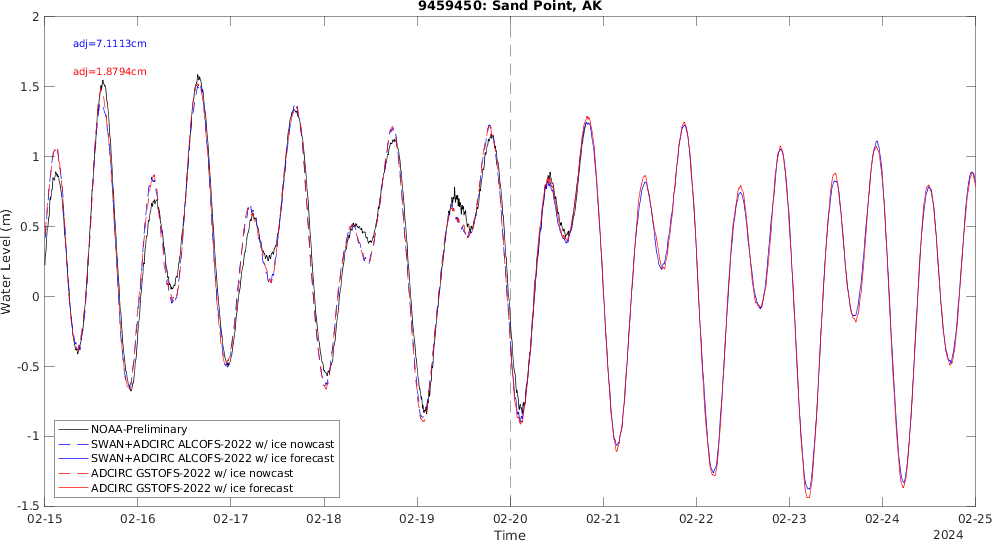 9459450: Sand Point, AK
adj=7.1113cm
adj=1.8794cm
Water Level (m)
2
1.5
1
0.5
0
-0.5
-1
-1.5
NOAA-Preliminary
SWAN+ADCIRC ALCOFS-2022 w/ ice nowcast
SWAN+ADCIRC ALCOFS-2022 w/ ice forecast
ADCIRC GSTOFS-2022 w/ ice nowcast
ADCIRC GSTOFS-2022 w/ ice forecast
02-15 02-16 02-17 02-18 02-19 02-20 02-21 02-22 02-23 02-24 02-25
Time
2024